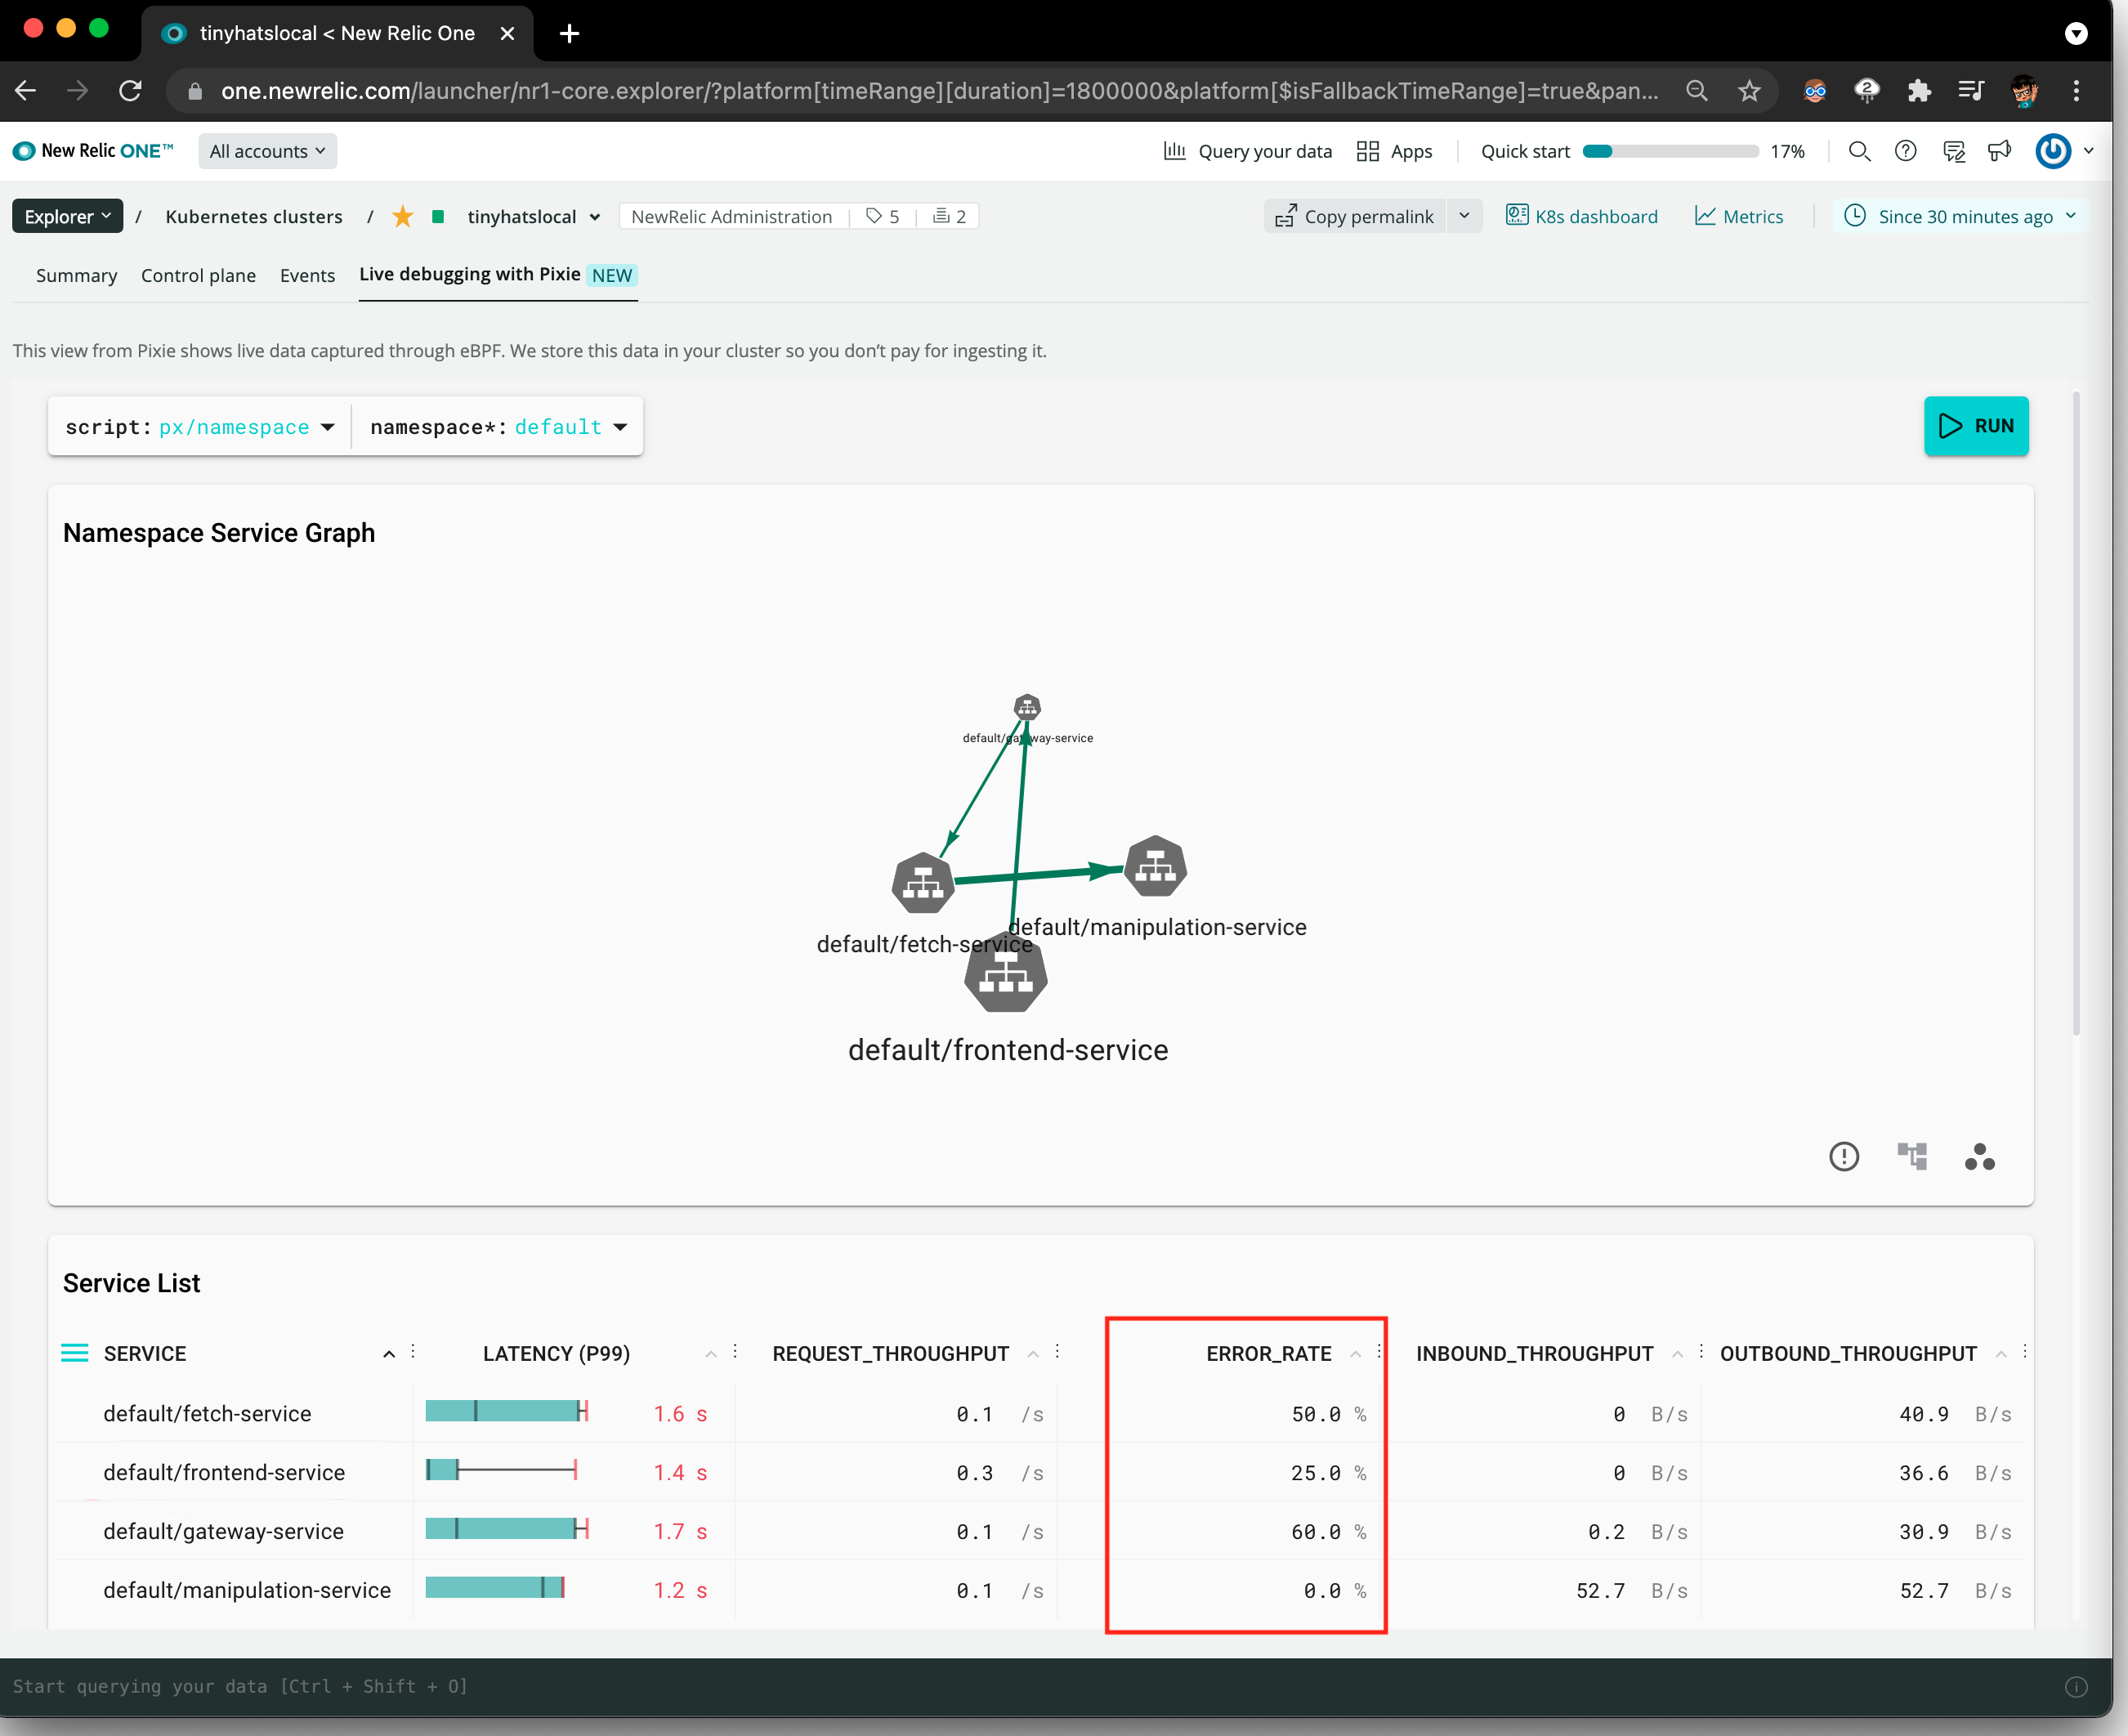 tinyhatslocal < New Relic One
one.newrelic.com/launcher/nr1-core.explorer/?platform[timeRange][duration]=1800000&platform[$isFallbackTimeRange]=true&pan...
2
New Relic ONE™ All accounts Query your data Apps Quick start 17%
Explorer / Kubernetes clusters / tinyhatslocal NewRelic Administration 5 2 Copy permalink K8s dashboard Metrics Since 30 minutes ago
Summary Control plane Events Live debugging with Pixie NEW
This view from Pixie shows live data captured through eBPF. We store this data in your cluster so you don't pay for ingesting it.
script: px/namespace namespace*: default RUN
Namespace Service Graph
default/gateway-service
default/manipulation-service
default/fetch-service
default/frontend-service
Service List
SERVICE LATENCY (P99) REQUEST_THROUGHPUT ERROR_RATE INBOUND_THROUGHPUT OUTBOUND_THROUGHPUT
default/fetch-service 1.6 s 0.1 /s 50.0 % 0 B/s 40.9 B/s
default/frontend-service 1.4 s 0.3 /s 25.0 % 0 B/s 36.6 B/s
default/gateway-service 1.7 s 0.1 /s 60.0 % 0.2 B/s 30.9 B/s
default/manipulation-service 1.2 s 0.1 /s 0.0 % 52.7 B/s 52.7 B/s
Start querying your data [Ctrl + Shift + O]